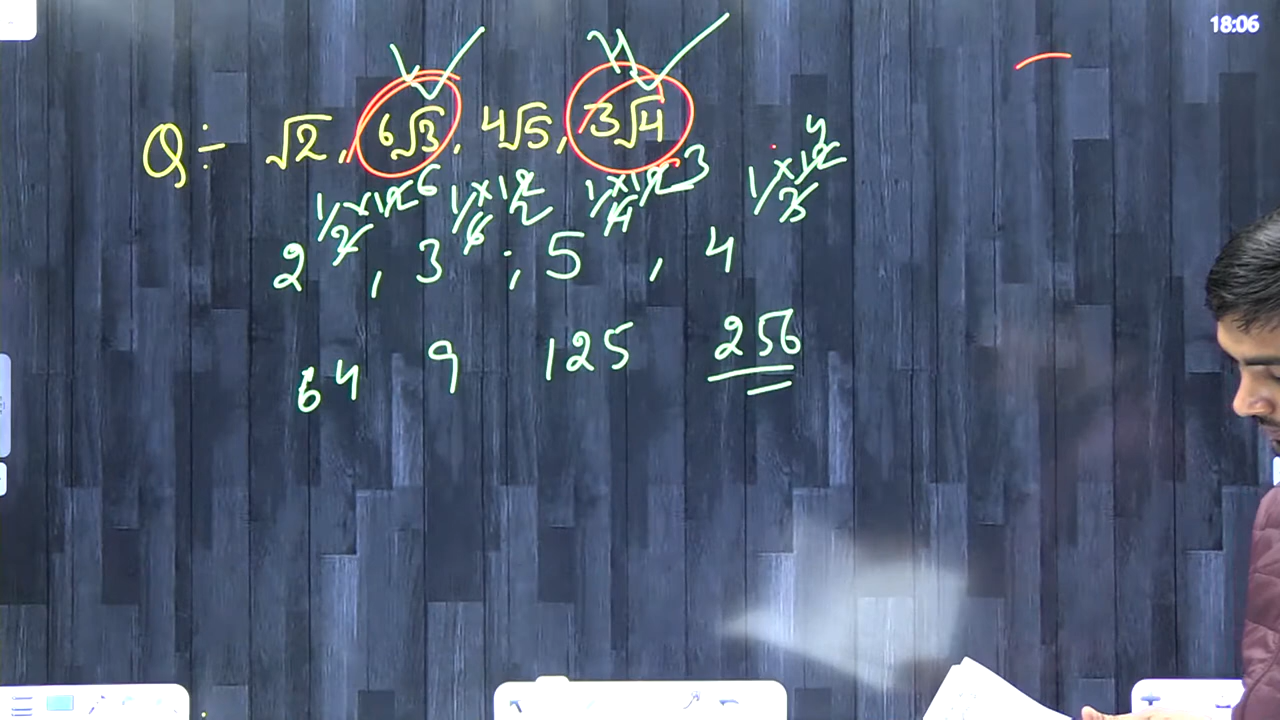 18:06
Q:- √2, 6√3, 4√5, 3√4
2^1/2×12 6, 3^1/6×12 2; 5^1/4×12 3, 4^1/3×12 4
64 9 125 256